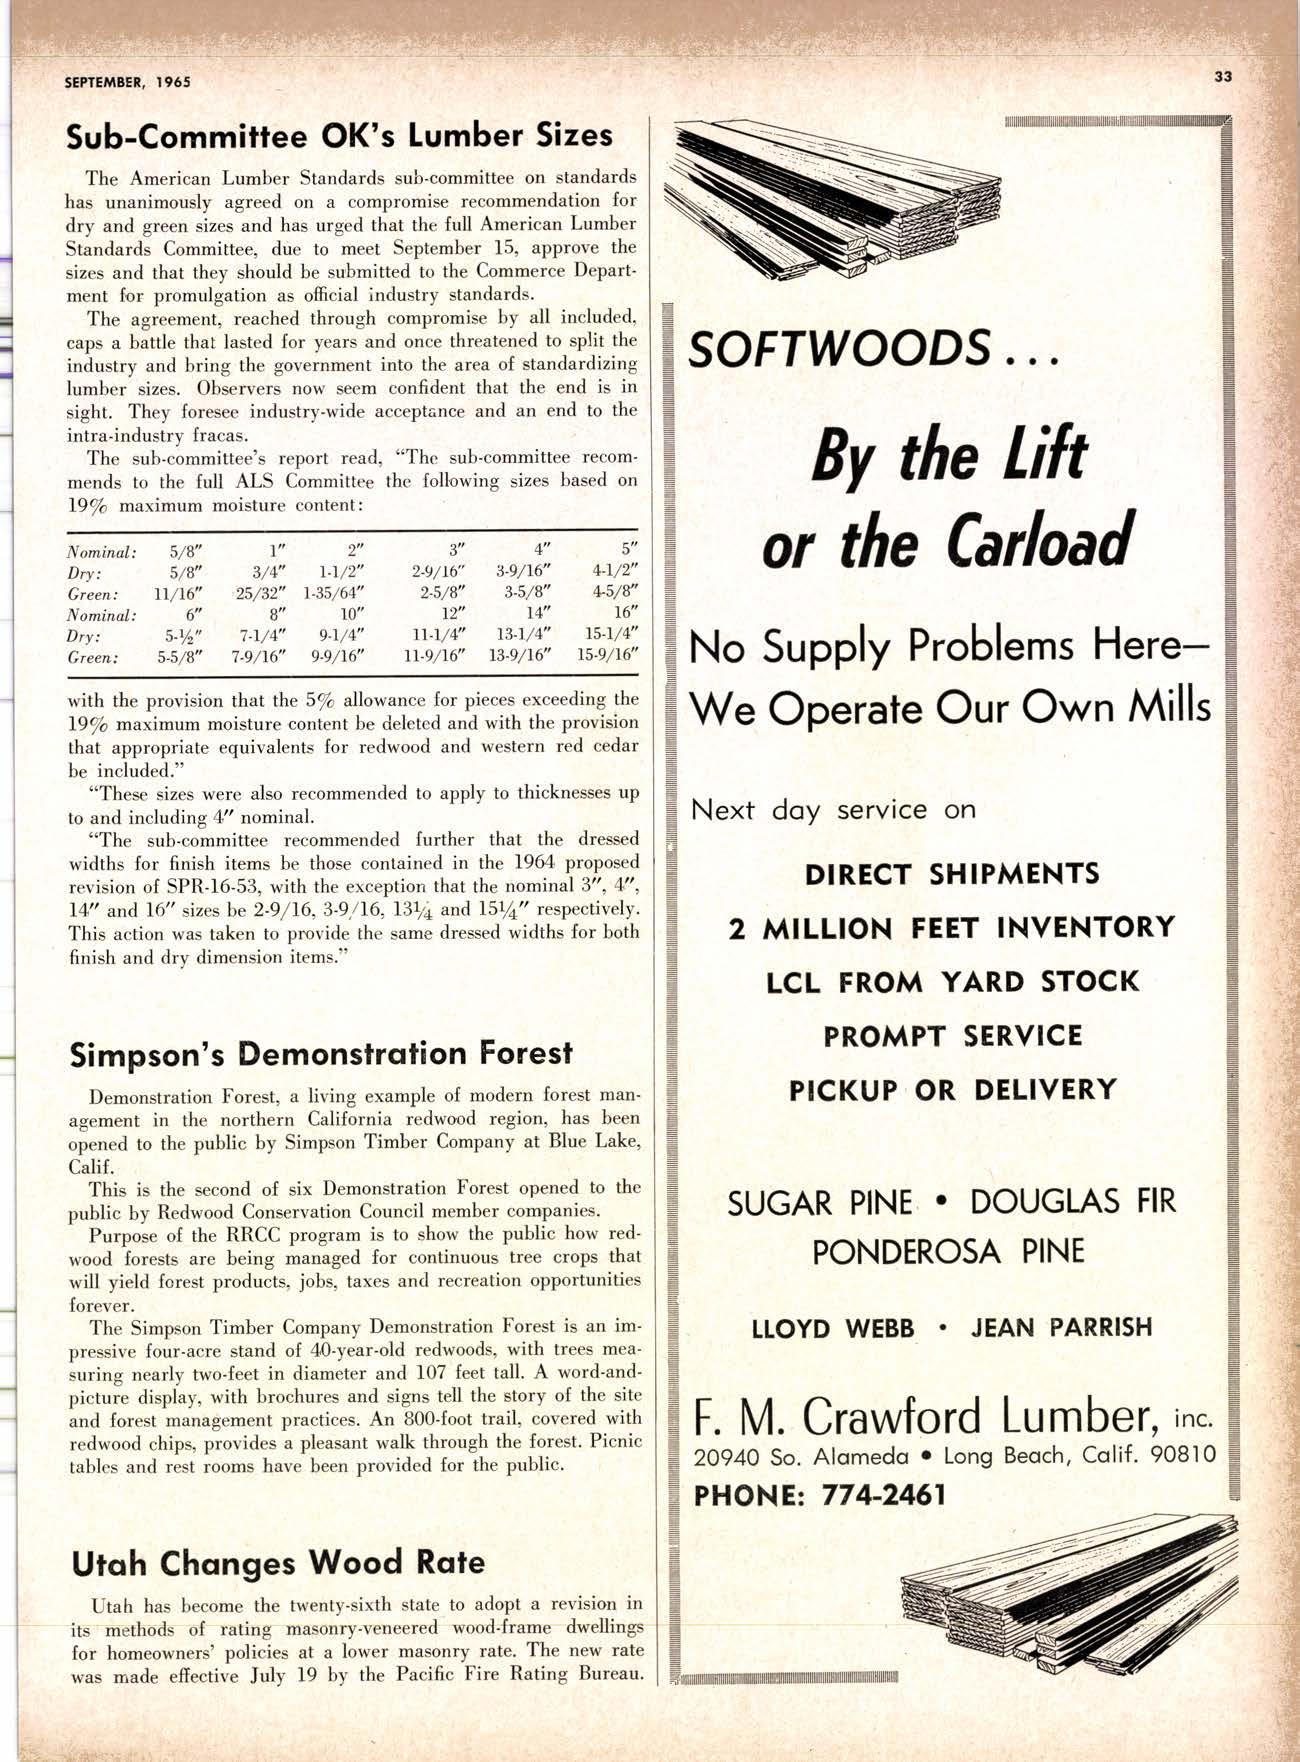 SEPTEMBER, 1965
33
Sub-Committee OK's Lumber Sizes
The American Lumber Standards sub-committee on standards
has unanimously agreed on a compromise recommendation for
dry and green sizes and has urged that the full American Lumber
Standards Committee, due to meet September 15, approve the
sizes and that they should be submitted to the Commerce Depart-
ment for promulgation as official industry standards.
The agreement, reached through compromise by all included,
caps a battle that lasted for years and once threatened to split the
industry and bring the government into the area of standardizing
lumber sizes. Observers now seem confident that the end is in
sight. They foresee industry-wide acceptance and an end to the
intra-industry fracas.
The sub-committee's report read, "The sub-committee recom-
mends to the full ALS Committee the following sizes based on
19% maximum moisture content:
Nominal: 5/8" 1" 2" 3" 4" 5"
Dry: 5/8" 3/4" 1-1/2" 2-9/16" 3-9/16" 4-1/2"
Green: 11/16" 25/32" 1-35/64" 2-5/8" 3-5/8" 4-5/8"
Nominal: 6" 8" 10" 12" 14" 16"
Dry: 5-½" 7-1/4" 9-1/4" 11-1/4" 13-1/4" 15-1/4"
Green: 5-5/8" 7-9/16" 9-9/16" 11-9/16" 13-9/16" 15-9/16"
with the provision that the 5% allowance for pieces exceeding the
19% maximum moisture content be deleted and with the provision
that appropriate equivalents for redwood and western red cedar
be included."
"These sizes were also recommended to apply to thicknesses up
to and including 4" nominal.
"The sub-committee recommended further that the dressed
widths for finish items be those contained in the 1964 proposed
revision of SPR-16-53, with the exception that the nominal 3", 4",
14" and 16" sizes be 2-9/16, 3-9/16, 13¼ and 15¼" respectively.
This action was taken to provide the same dressed widths for both
finish and dry dimension items."
Simpson's Demonstration Forest
Demonstration Forest, a living example of modern forest man-
agement in the northern California redwood region, has been
opened to the public by Simpson Timber Company at Blue Lake,
Calif.
This is the second of six Demonstration Forest opened to the
public by Redwood Conservation Council member companies.
Purpose of the RRCC program is to show the public how red-
wood forests are being managed for continuous tree crops that
will yield forest products, jobs, taxes and recreation opportunities
forever.
The Simpson Timber Company Demonstration Forest is an im-
pressive four-acre stand of 40-year-old redwoods, with trees mea-
suring nearly two-feet in diameter and 107 feet tall. A word-and-
picture display, with brochures and signs tell the story of the site
and forest management practices. An 800-foot trail, covered with
redwood chips, provides a pleasant walk through the forest. Picnic
tables and rest rooms have been provided for the public.
Utah Changes Wood Rate
Utah has become the twenty-sixth state to adopt a revision in
its methods of rating masonry-veneered wood-frame dwellings
for homeowners' policies at a lower masonry rate. The new rate
was made effective July 19 by the Pacific Fire Rating Bureau.
SOFTWOODS ...
By the Lift
or the Carload
No Supply Problems Here—
We Operate Our Own Mills
Next day service on
DIRECT SHIPMENTS
2 MILLION FEET INVENTORY
LCL FROM YARD STOCK
PROMPT SERVICE
PICKUP OR DELIVERY
SUGAR PINE • DOUGLAS FIR
PONDEROSA PINE
LLOYD WEBB • JEAN PARRISH
F. M. Crawford Lumber, inc.
20940 So. Alameda • Long Beach, Calif. 90810
PHONE: 774-2461